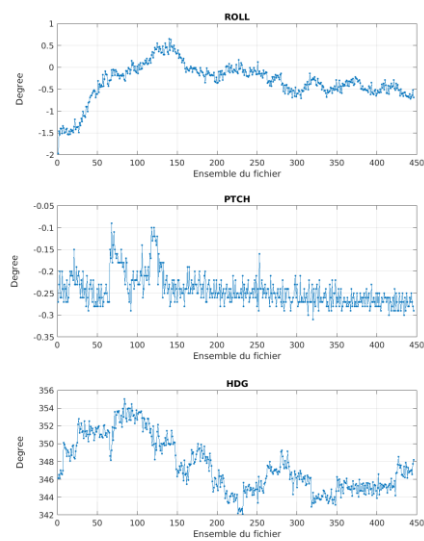 ROLL
1
0.5
0
-0.5
-1
-1.5
-2
Degree
0 50 100 150 200 250 300 350 400 450
Ensemble du fichier
PTCH
-0.05
-0.1
-0.15
-0.2
-0.25
-0.3
-0.35
Degree
0 50 100 150 200 250 300 350 400 450
Ensemble du fichier
HDG
356
354
352
350
348
346
344
342
Degree
0 50 100 150 200 250 300 350 400 450
Ensemble du fichier